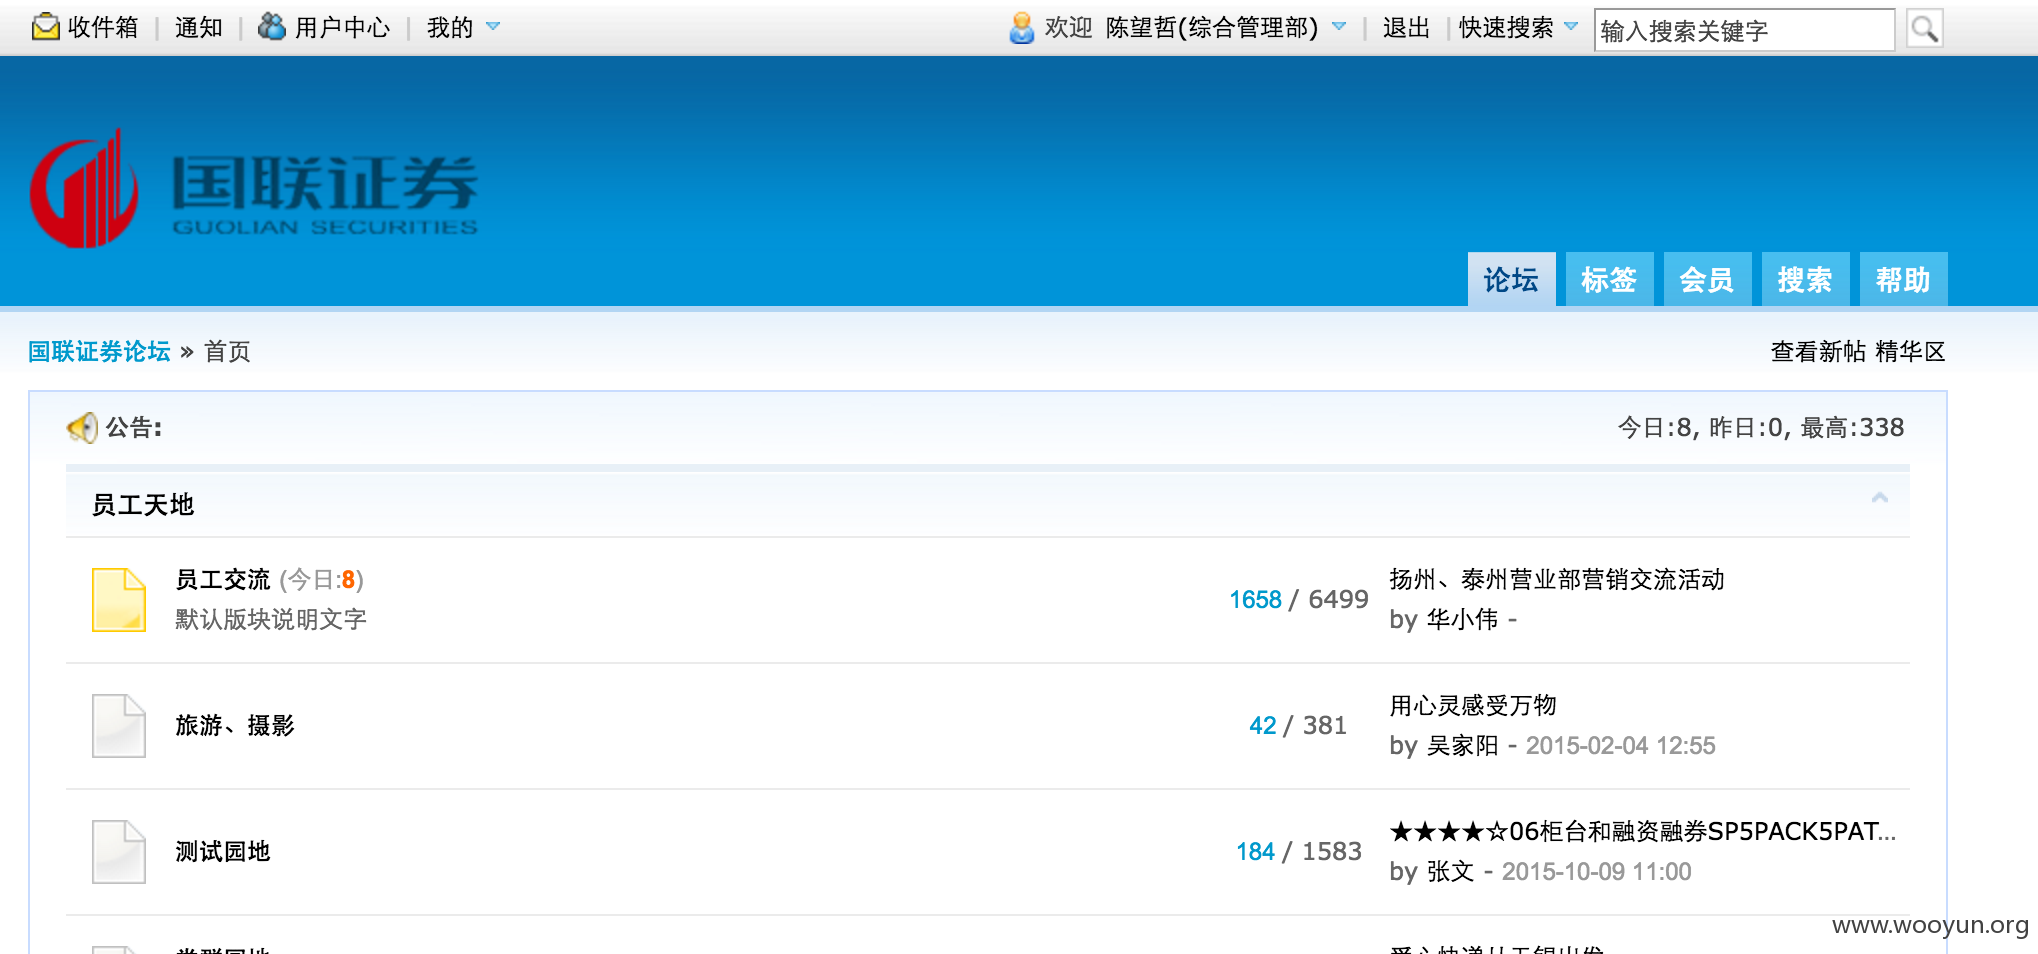 收件箱 | 通知 | 用户中心 | 我的
欢迎 陈望哲(综合管理部) | 退出 | 快速搜索 输入搜索关键字
国联证券
GUOLIAN SECURITIES
论坛 标签 会员 搜索 帮助
国联证券论坛 » 首页
查看新帖 精华区
公告:
今日:8, 昨日:0, 最高:338
员工天地
员工交流 (今日:8)
默认版块说明文字
1658 / 6499
扬州、泰州营业部营销交流活动
by 华小伟 -
旅游、摄影
42 / 381
用心灵感受万物
by 吴家阳 - 2015-02-04 12:55
测试园地
184 / 1583
★★★★☆06柜台和融资融券SP5PACK5PAT...
by 张文 - 2015-10-09 11:00
www.wooyun.org